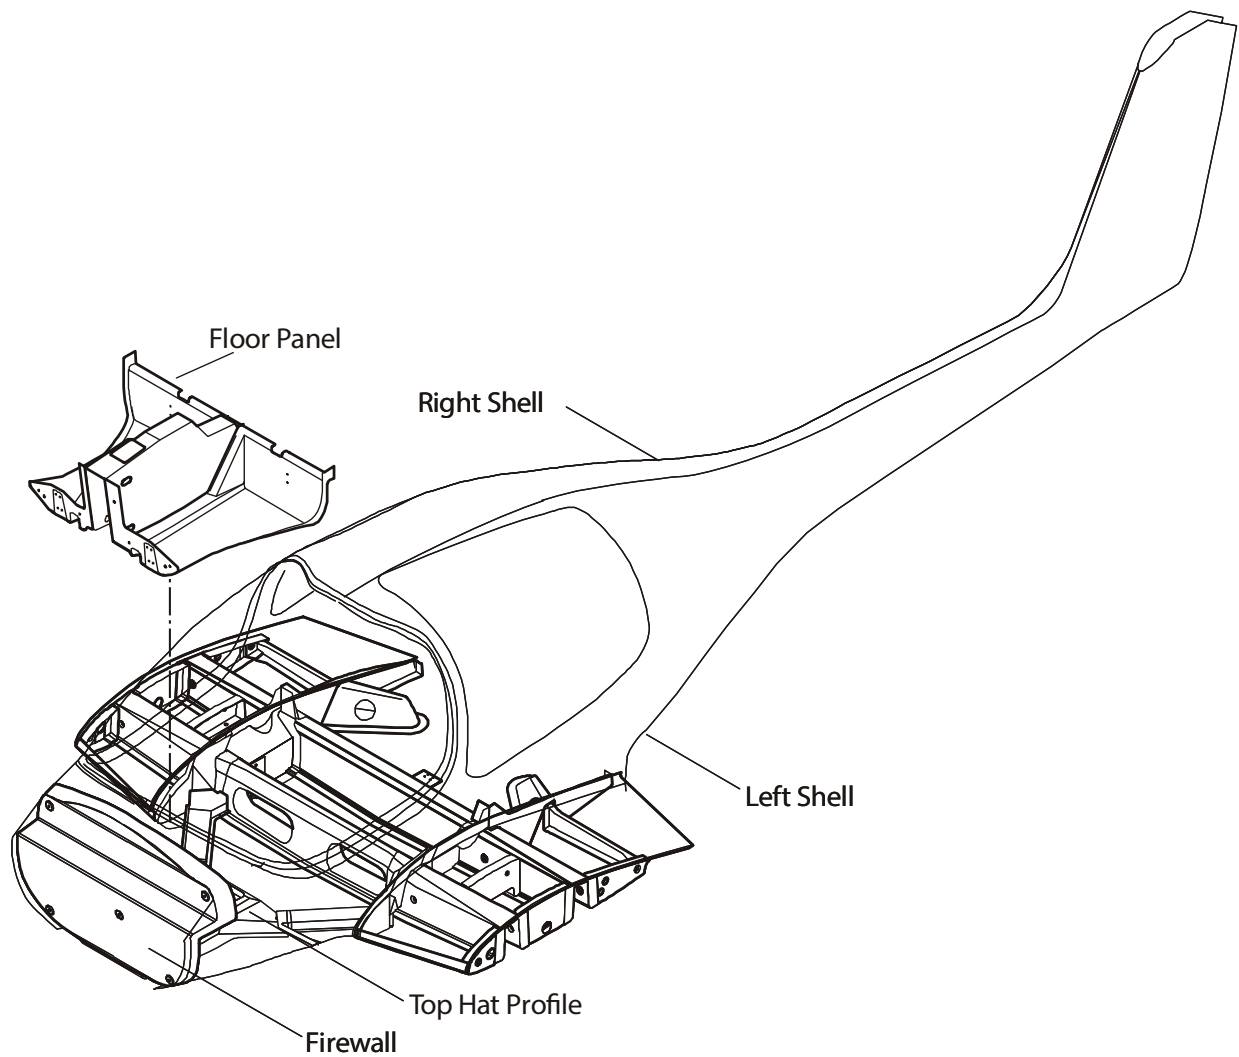 Floor Panel
Right Shell
Left Shell
Top Hat Profile
Firewall